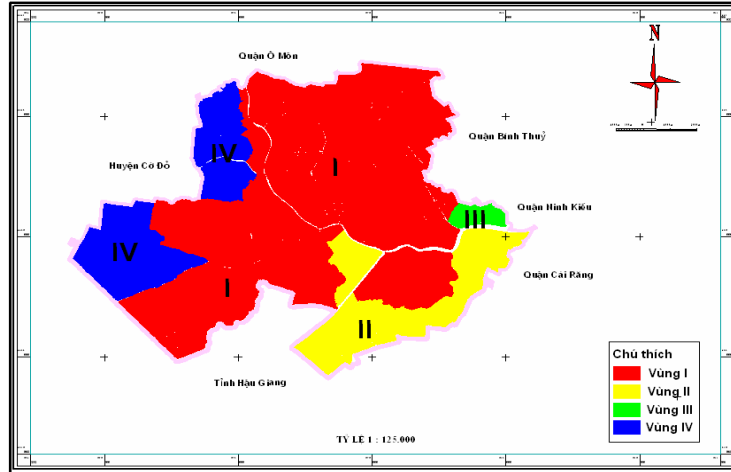 N
Quận Ô Môn
Quận Bình Thuỷ
Huyện Cờ Đỏ
IV
I
Quận Ninh Kiều
III
IV
I
Quận Cái Răng
II
Tỉnh Hậu Giang
Chú thích
Vùng I
Vùng II
Vùng III
Vùng IV
TỶ LỆ 1 : 125.000